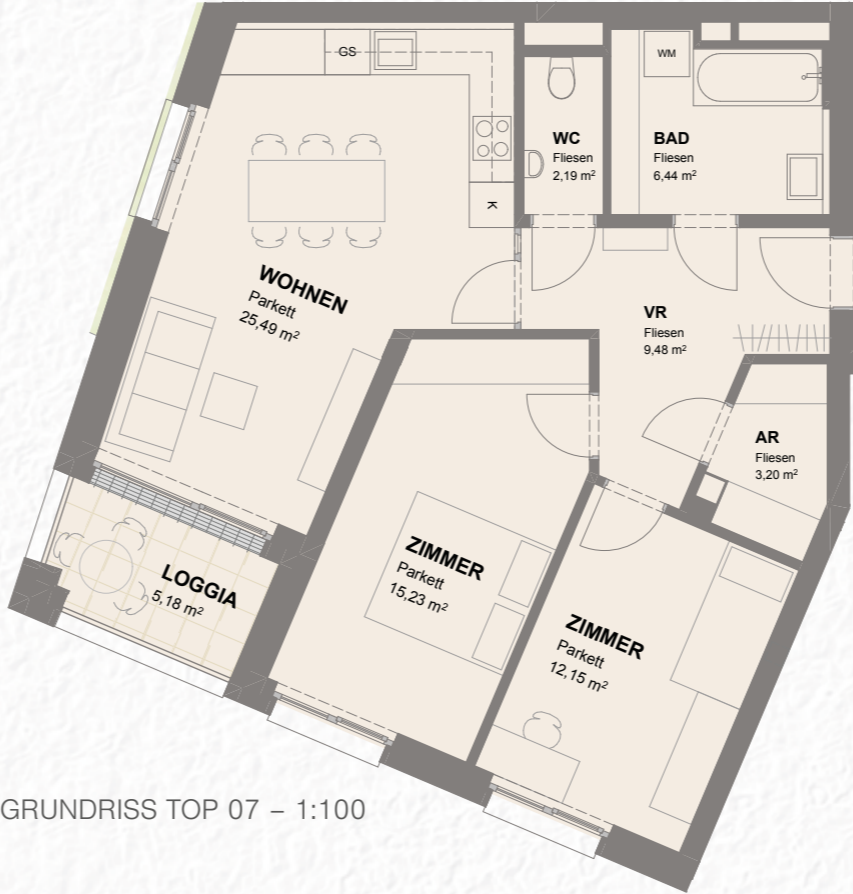 GS
WM
WC
Fliesen
2,19 m²
BAD
Fliesen
6,44 m²
K
WOHNEN
Parkett
25,49 m²
VR
Fliesen
9,48 m²
AR
Fliesen
3,20 m²
ZIMMER
Parkett
15,23 m²
LOGGIA
5,18 m²
ZIMMER
Parkett
12,15 m²
GRUNDRISS TOP 07 – 1:100